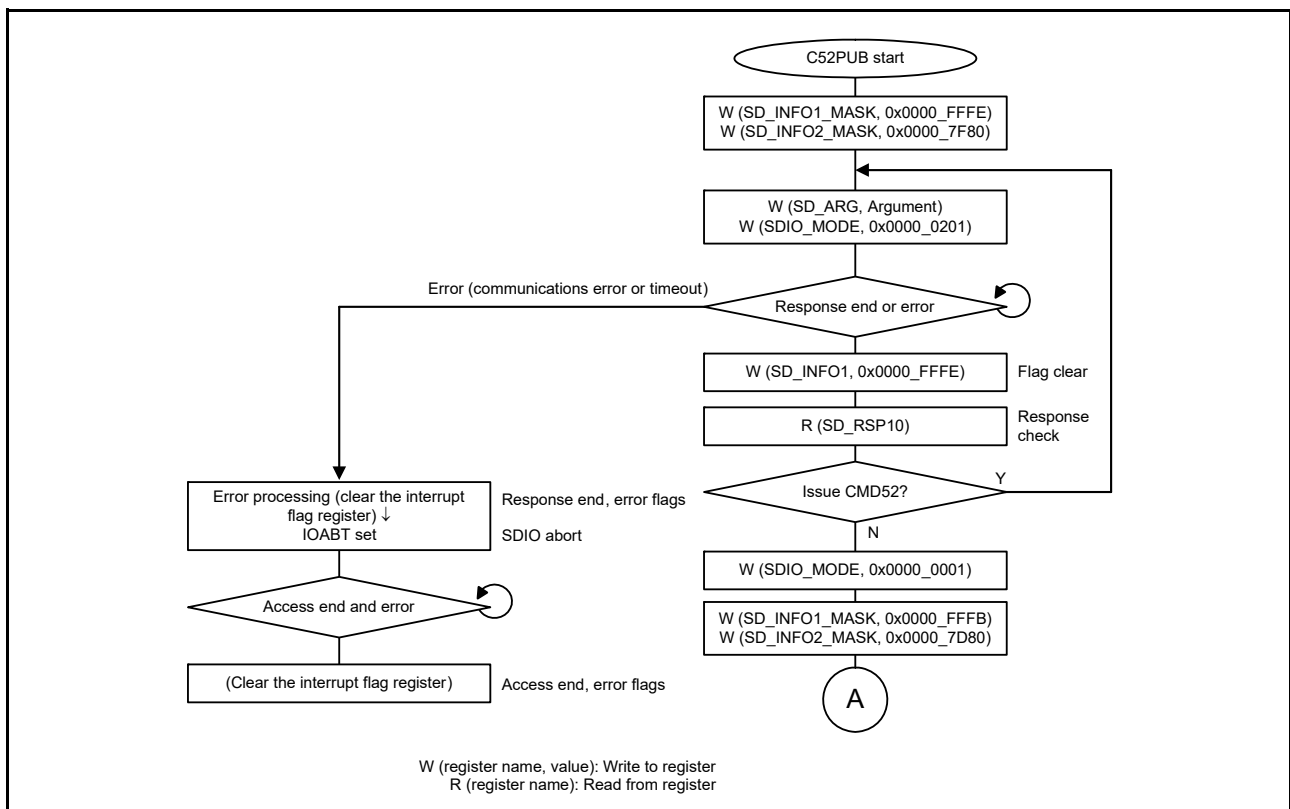 C52PUB start
W (SD_INFO1_MASK, 0x0000_FFFE)
W (SD_INFO2_MASK, 0x0000_7F80)
W (SD_ARG, Argument)
W (SDIO_MODE, 0x0000_0201)
Error (communications error or timeout)
Response end or error
W (SD_INFO1, 0x0000_FFFE)
Flag clear
R (SD_RSP10)
Response
check
Issue CMD52?
Y
N
Error processing (clear the interrupt
flag register) ↓
IOABT set
Response end, error flags
SDIO abort
W (SDIO_MODE, 0x0000_0001)
Access end and error
W (SD_INFO1_MASK, 0x0000_FFFB)
W (SD_INFO2_MASK, 0x0000_7D80)
(Clear the interrupt flag register)
Access end, error flags
A
W (register name, value): Write to register
R (register name): Read from register